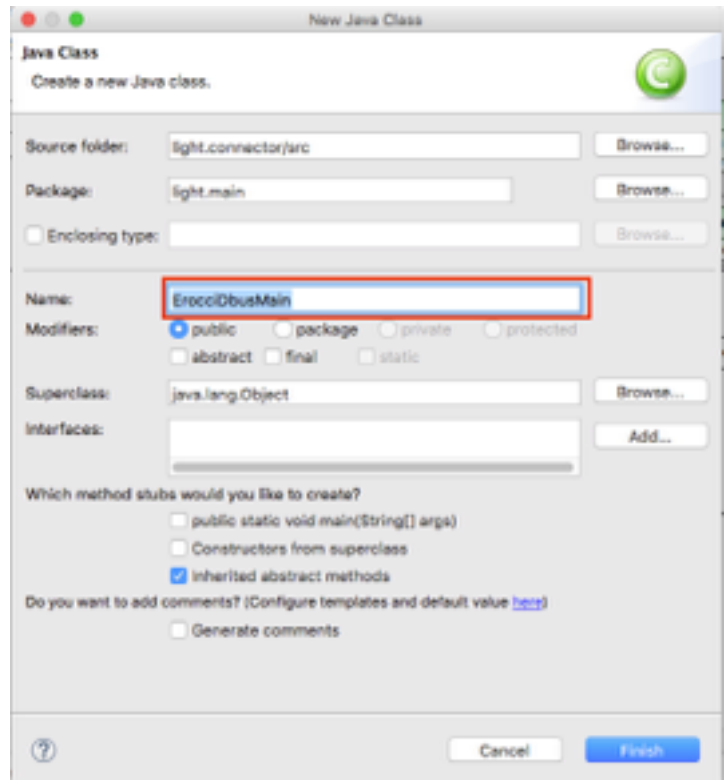 New Java Class
Java Class
Create a new Java class.
C
Source folder: light.connector/src Browse...
Package: light.main Browse...
Enclosing type: Browse...
Name: ErocciDbusMain
Modifiers: public package private protected
abstract final static
Superclass: java.lang.Object Browse...
Interfaces: Add...
Which method stubs would you like to create?
public static void main(String[] args)
Constructors from superclass
Inherited abstract methods
Do you want to add comments? (Configure templates and default value here)
Generate comments
? Cancel Finish